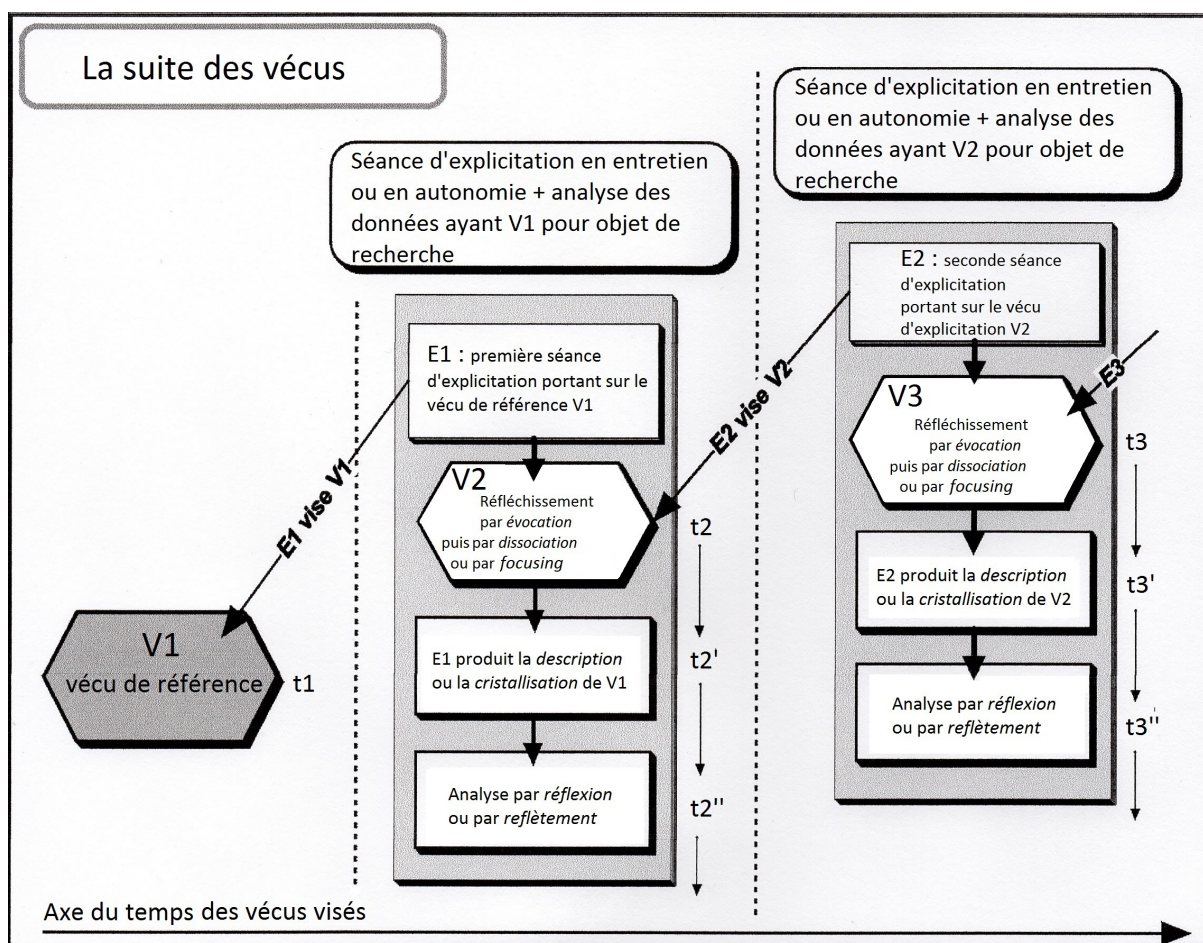 La suite des vécus
Séance d'explicitation en entretien
ou en autonomie + analyse des
données ayant V1 pour objet de
recherche
Séance d'explicitation en entretien
ou en autonomie + analyse des
données ayant V2 pour objet de
recherche
V1
vécu de référence
t1
E1 vise V1
E1 : première séance
d'explicitation portant sur le
vécu de référence V1
V2
Réfléchissement
par évocation
puis par dissociation
ou par focusing
t2
E1 produit la description
ou la cristallisation de V1
t2'
Analyse par réflexion
ou par reflètement
t2''
E2 vise V2
E2 : seconde séance
d'explicitation
portant sur le vécu
d'explicitation V2
E3
V3
Réfléchissement
par évocation
puis par dissociation
ou par focusing
t3
E2 produit la description
ou la cristallisation de V2
t3'
Analyse par réflexion
ou par reflètement
t3''
Axe du temps des vécus visés